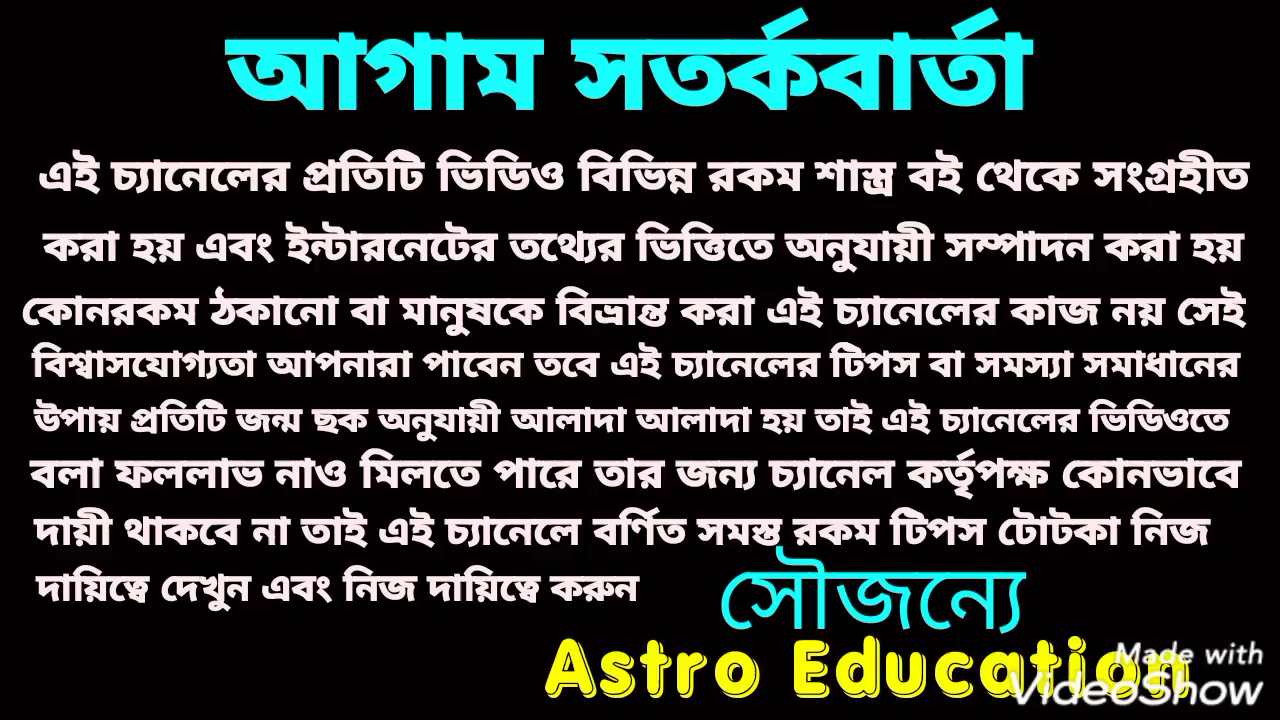 আগাম সতর্কবার্তা
এই চ্যানেলের প্রতিটি ভিডিও বিভিন্ন রকম শাস্ত্র বই থেকে সংগ্রহীত
করা হয় এবং ইন্টারনেটের তথ্যের ভিত্তিতে অনুযায়ী সম্পাদন করা হয়
কোনরকম ঠকানো বা মানুষকে বিভ্রান্ত করা এই চ্যানেলের কাজ নয় সেই
বিশ্বাসযোগ্যতা আপনারা পাবেন তবে এই চ্যানেলের টিপস বা সমস্যা সমাধানের
উপায় প্রতিটি জন্ম ছক অনুযায়ী আলাদা আলাদা হয় তাই এই চ্যানেলের ভিডিওতে
বলা ফললাভ নাও মিলতে পারে তার জন্য চ্যানেল কর্তৃপক্ষ কোনভাবে
দায়ী থাকবে না তাই এই চ্যানেলে বর্ণিত সমস্ত রকম টিপস টোটকা নিজ
দায়িত্বে দেখুন এবং নিজ দায়িত্বে করুন
সৌজন্যে
Astro Education
Made with
VideoShow